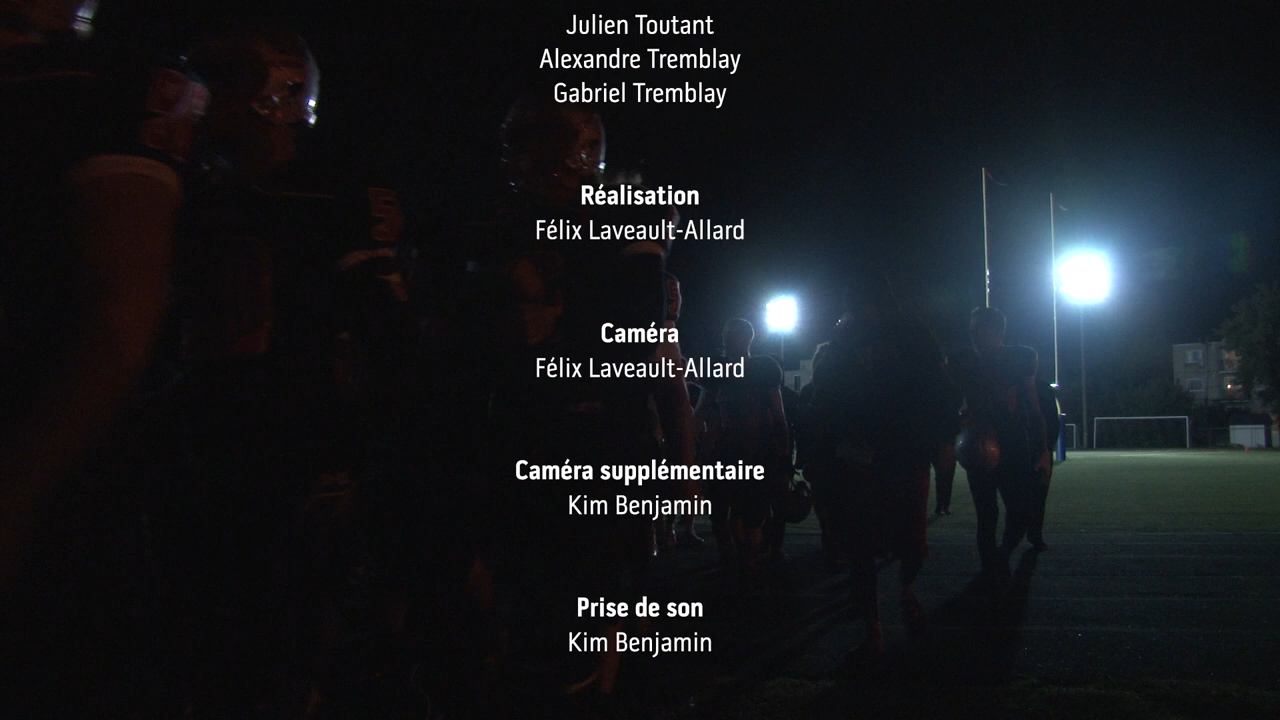 Julien Toutant
Alexandre Tremblay
Gabriel Tremblay
Réalisation
Félix Laveault-Allard
Caméra
Félix Laveault-Allard
Caméra supplémentaire
Kim Benjamin
Prise de son
Kim Benjamin